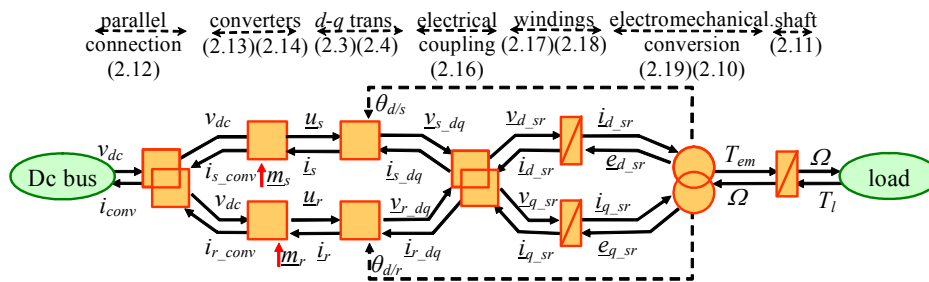 parallel converters d-q trans. electrical windings electromechanical shaft
connection (2.13)(2.14) (2.3)(2.4) coupling (2.17)(2.18) conversion (2.11)
(2.12) (2.16) (2.19)(2.10)
θd/s
vdc us vs_dq vd_sr id_sr
vdc is_conv ms is is_dq id_sr ed_sr Tem Ω
Dc bus load
iconv vdc ur vr_dq vq_sr iq_sr Ω Tl
ir_conv mr ir ir_dq iq_sr eq_sr
θd/r